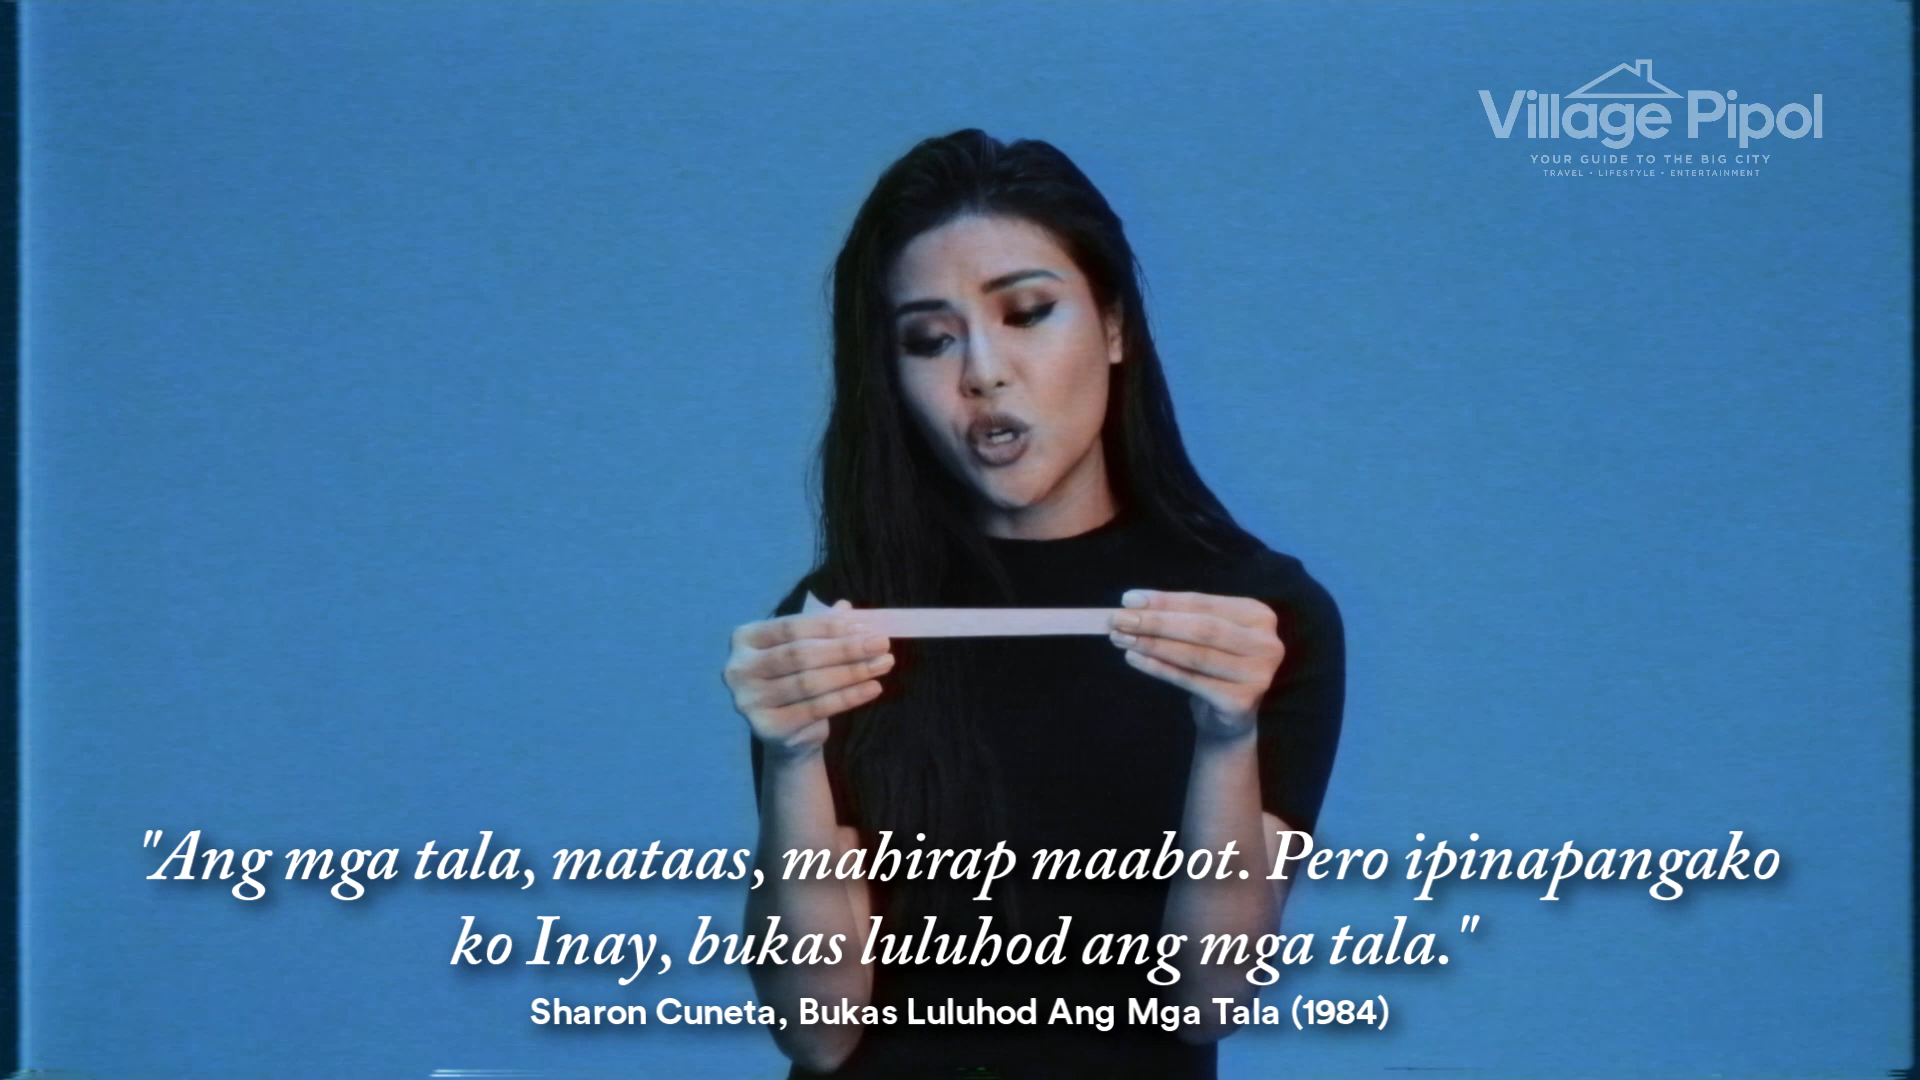 Village Pipol
YOUR GUIDE TO THE BIG CITY
TRAVEL • LIFESTYLE • ENTERTAINMENT
"Ang mga tala, mataas, mahirap maabot. Pero ipinapangako
ko Inay, bukas luluhod ang mga tala."
Sharon Cuneta, Bukas Luluhod Ang Mga Tala (1984)